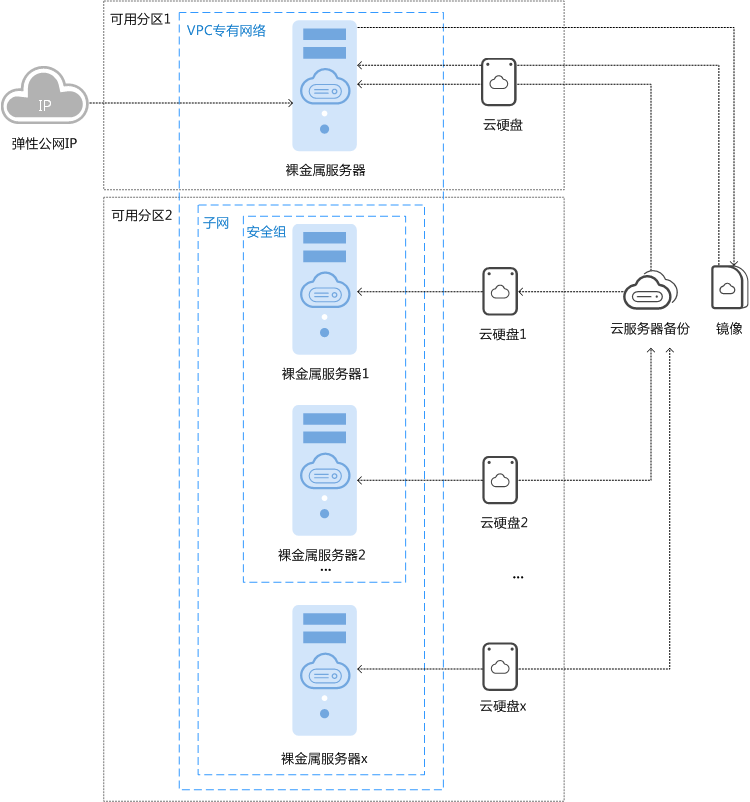 可用分区1
VPC专有网络
IP
弹性公网IP
云硬盘
裸金属服务器
可用分区2
子网
安全组
云硬盘1
云服务器备份
镜像
裸金属服务器1
云硬盘2
裸金属服务器2
...
...
云硬盘x
裸金属服务器x